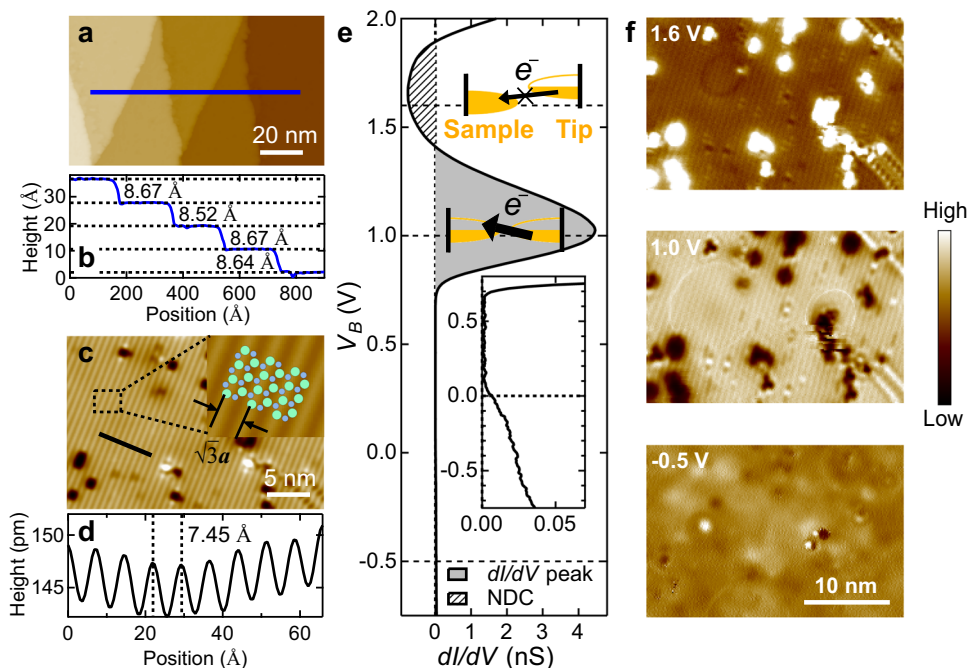 a
20 nm
Height (Å)
30
20
10
0
8.67 Å
8.52 Å
8.67 Å
8.64 Å
b
0 200 400 600 800
Position (Å)
c
√3a
5 nm
d
Height (pm)
150
145
7.45 Å
0 20 40 60
Position (Å)
e
V_B (V)
2.0
1.5
1.0
0.5
0.0
-0.5
e⁻
Sample Tip
e⁻
0.5
0.0
-0.5
0.00 0.05
dI/dV peak
NDC
0 1 2 3 4
dI/dV (nS)
f
1.6 V
1.0 V
-0.5 V
10 nm
High
Low